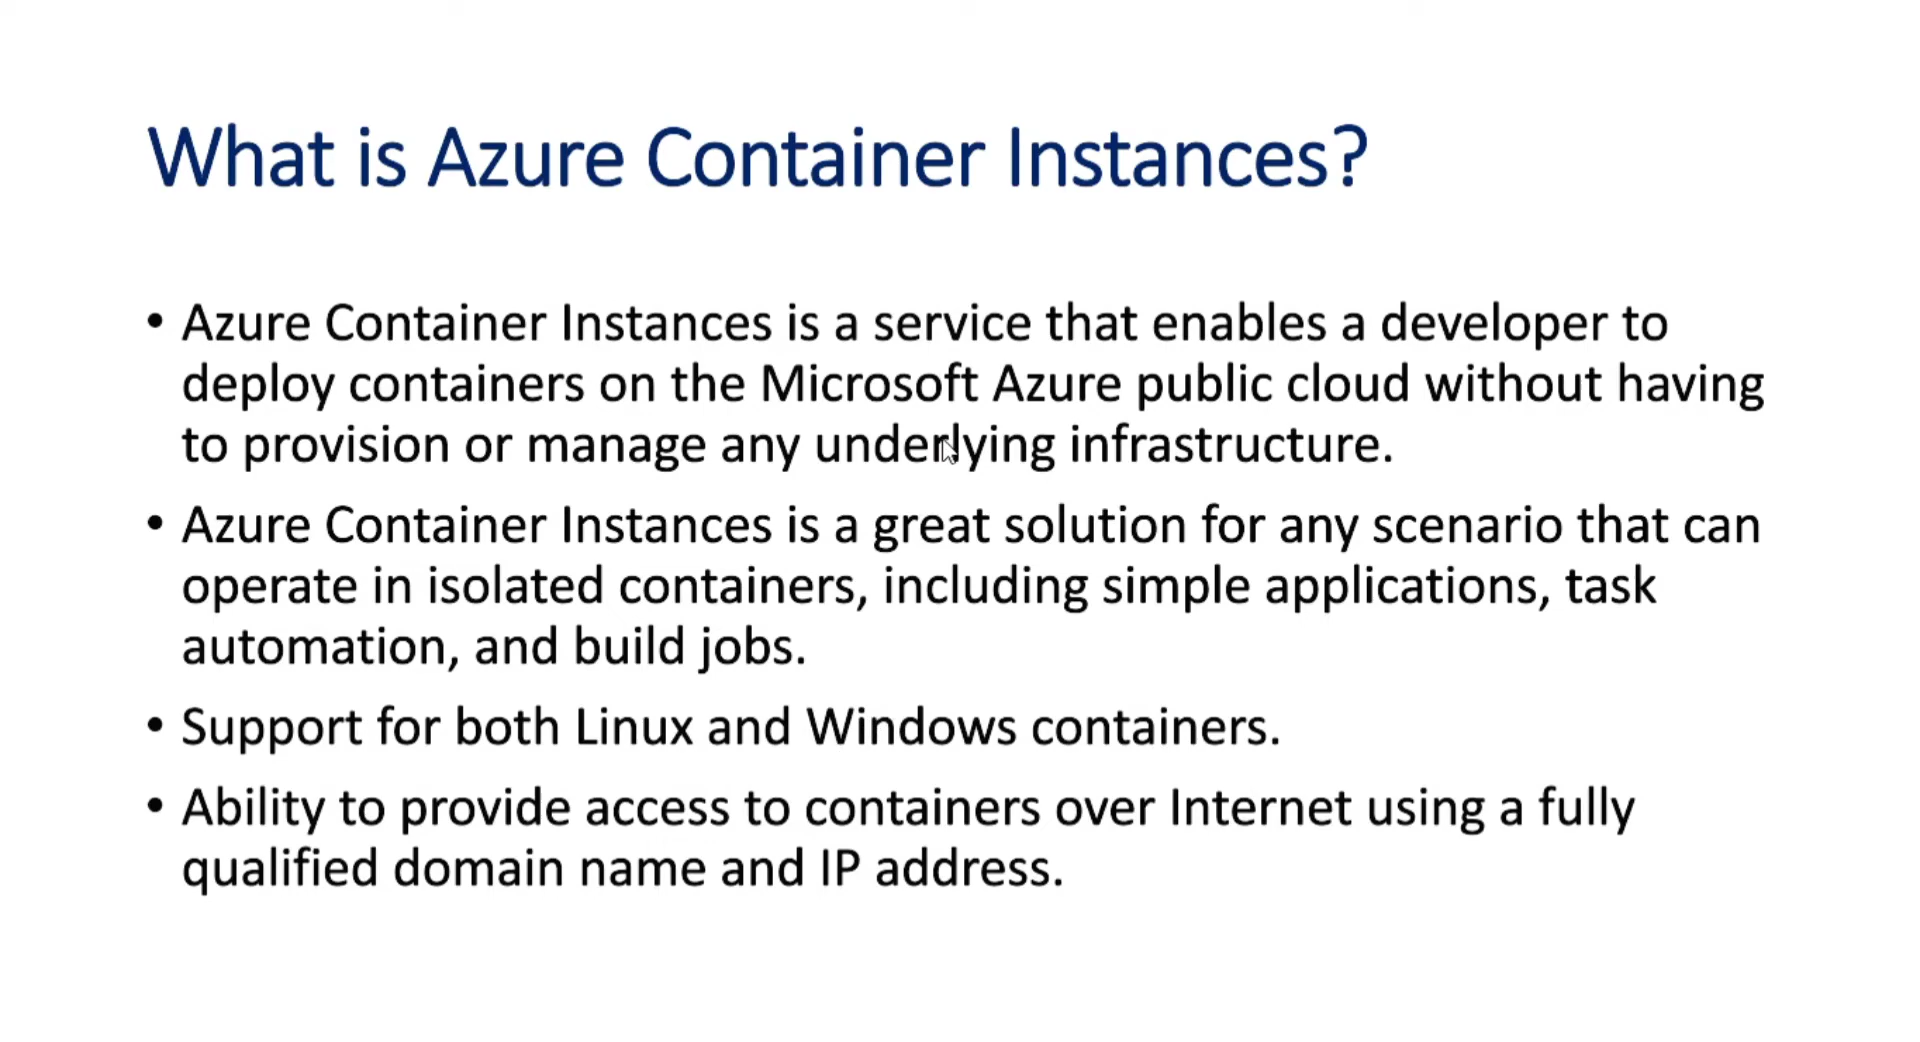 What is Azure Container Instances?
• Azure Container Instances is a service that enables a developer to
deploy containers on the Microsoft Azure public cloud without having
to provision or manage any underlying infrastructure.
• Azure Container Instances is a great solution for any scenario that can
operate in isolated containers, including simple applications, task
automation, and build jobs.
• Support for both Linux and Windows containers.
• Ability to provide access to containers over Internet using a fully
qualified domain name and IP address.